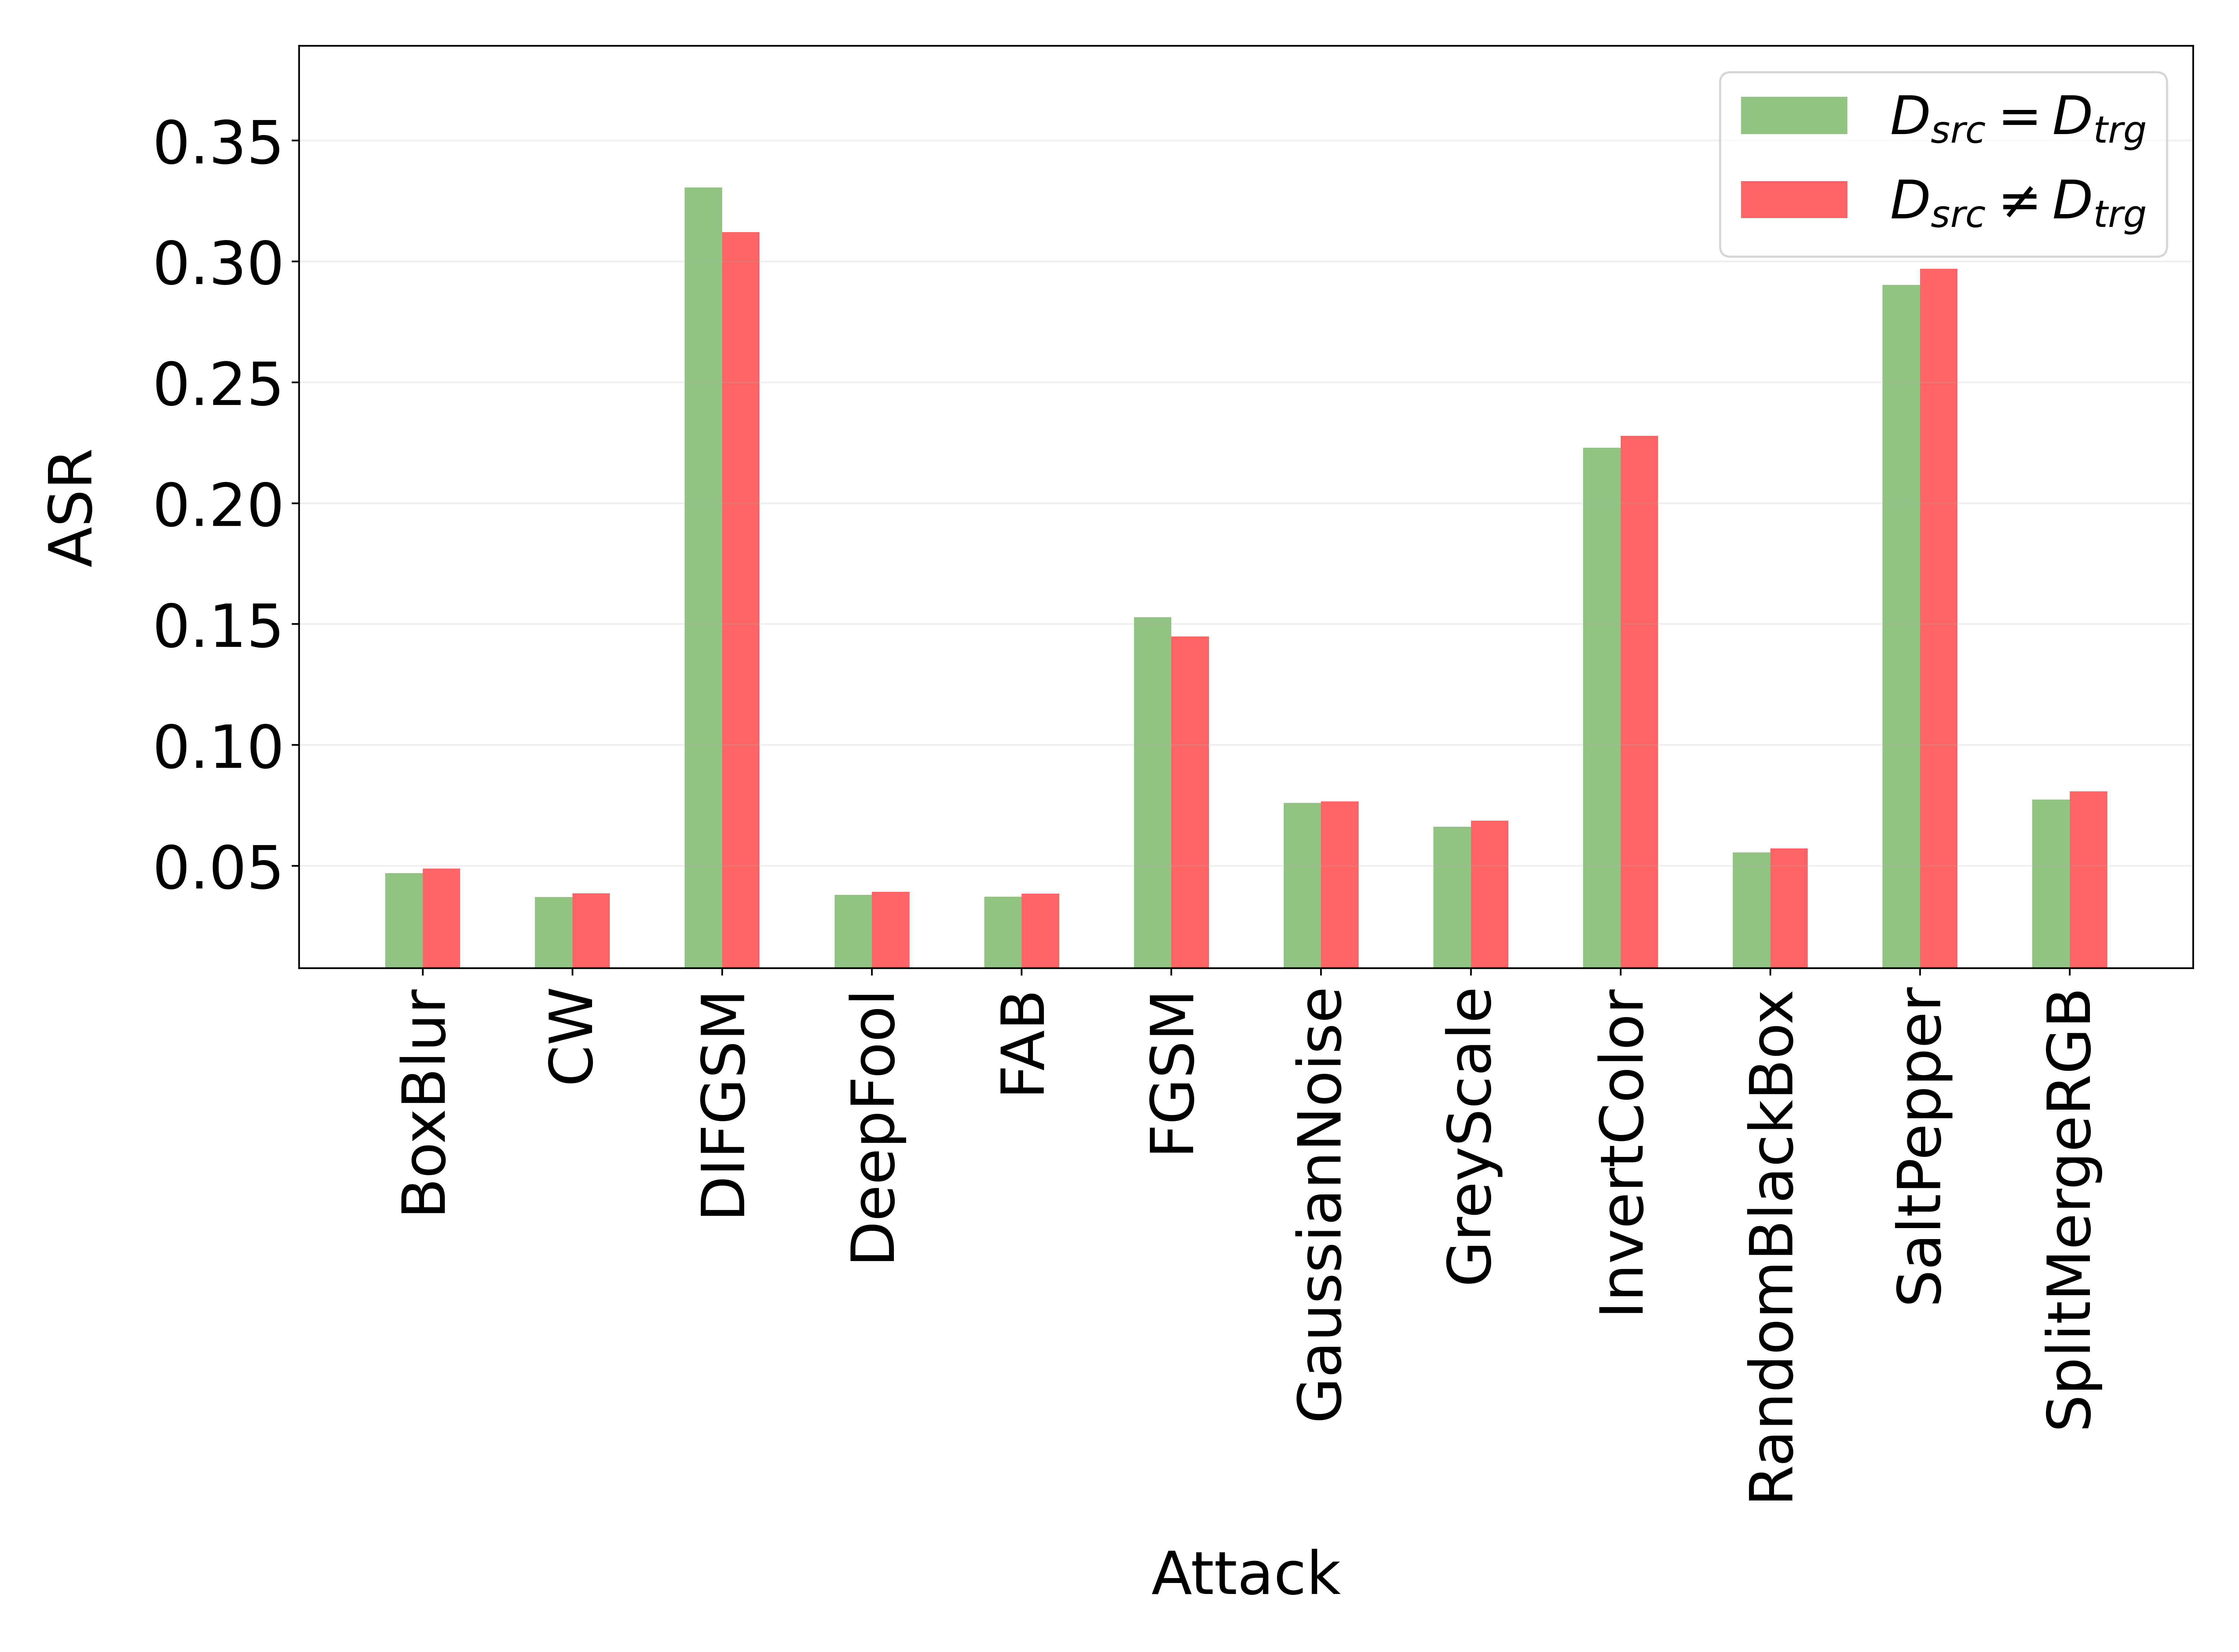 D_src = D_trg
D_src ≠ D_trg
0.35
0.30
0.25
0.20
0.15
0.10
0.05
ASR
BoxBlur
CW
DIFGSM
DeepFool
FAB
FGSM
GaussianNoise
GreyScale
InvertColor
RandomBlackBox
SaltPepper
SplitMergeRGB
Attack